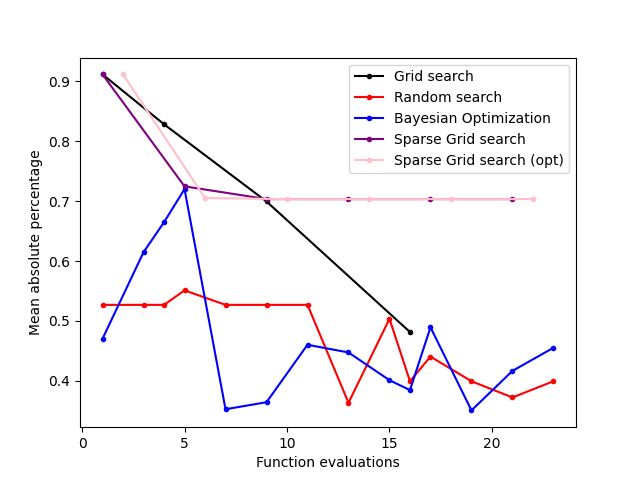 Grid search
Random search
Bayesian Optimization
Sparse Grid search
Sparse Grid search (opt)
Mean absolute percentage
0.9
0.8
0.7
0.6
0.5
0.4
0 5 10 15 20
Function evaluations